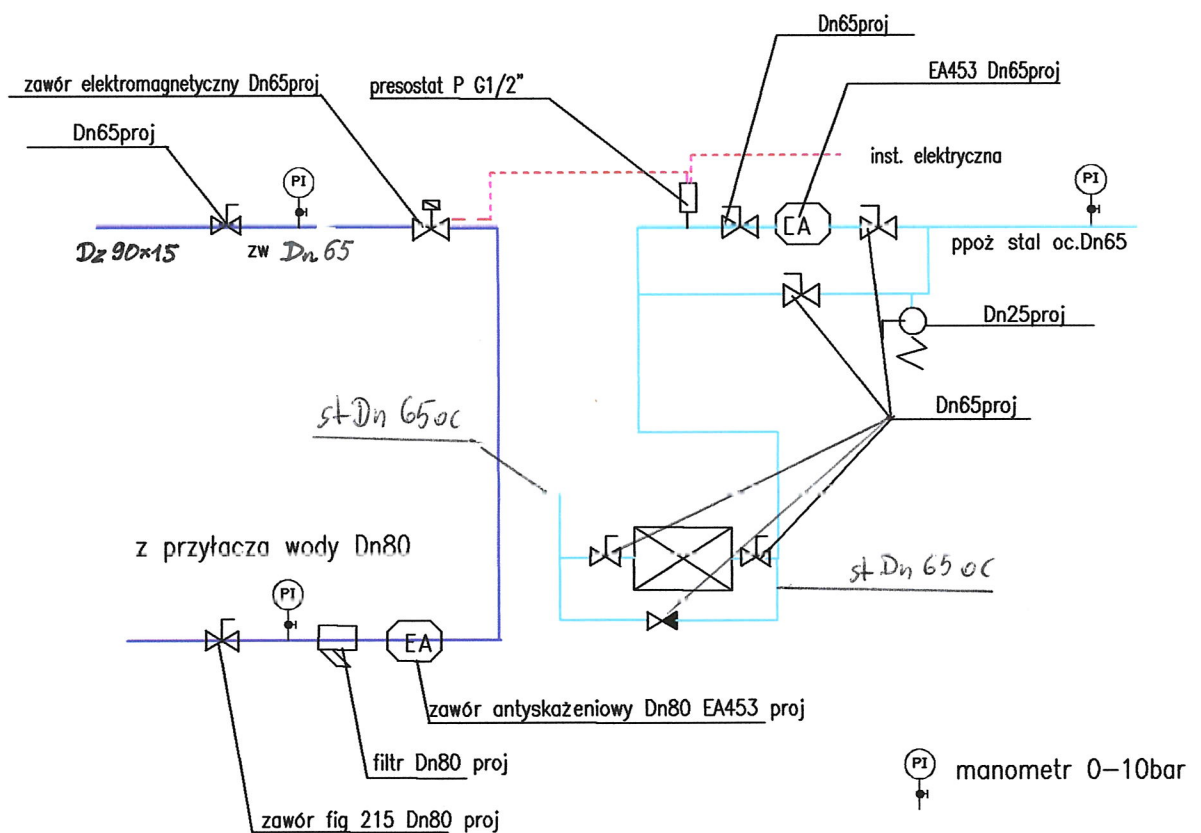 Dn65proj
zawór elektromagnetyczny Dn65proj
presostat P G1/2"
EA453 Dn65proj
Dn65proj
inst. elektryczna
PI
PI
EA
Dz 90×15
zw Dn 65
ppoż stal oc.Dn65
Dn25proj
Dn65proj
st Dn 65 oc
z przyłącza wody Dn80
st Dn 65 oc
PI
EA
zawór antyskażeniowy Dn80 EA453 proj
filtr Dn80 proj
PI manometr 0-10bar
zawór fig 215 Dn80 proj